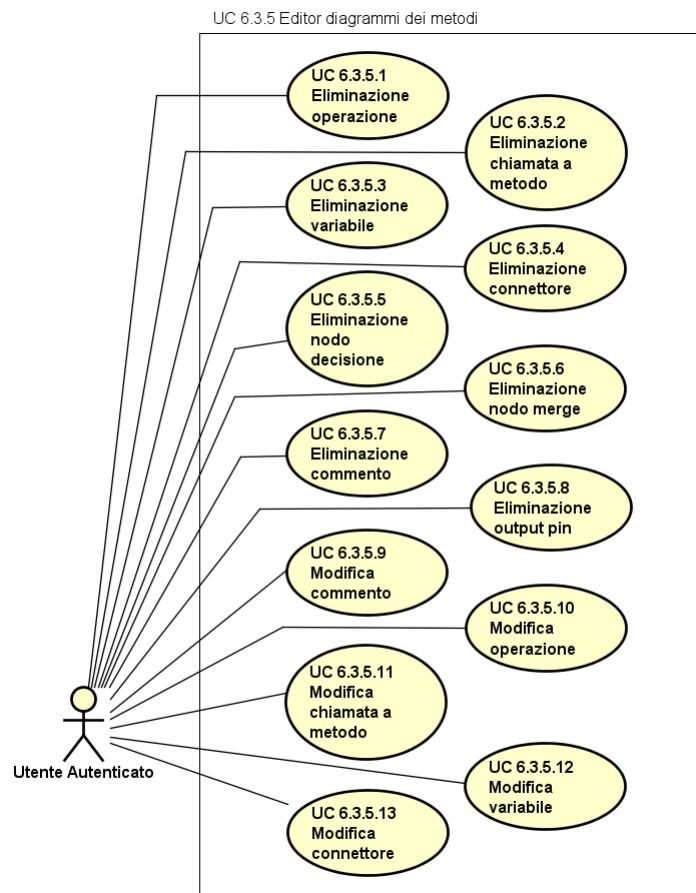 UC 6.3.5 Editor diagrammi dei metodi
UC 6.3.5.1
Eliminazione
operazione
UC 6.3.5.2
Eliminazione
chiamata a
metodo
UC 6.3.5.3
Eliminazione
variabile
UC 6.3.5.4
Eliminazione
connettore
UC 6.3.5.5
Eliminazione
nodo
decisione
UC 6.3.5.6
Eliminazione
nodo merge
UC 6.3.5.7
Eliminazione
commento
UC 6.3.5.8
Eliminazione
output pin
UC 6.3.5.9
Modifica
commento
UC 6.3.5.10
Modifica
operazione
UC 6.3.5.11
Modifica
chiamata a
metodo
Utente Autenticato
UC 6.3.5.12
Modifica
variabile
UC 6.3.5.13
Modifica
connettore